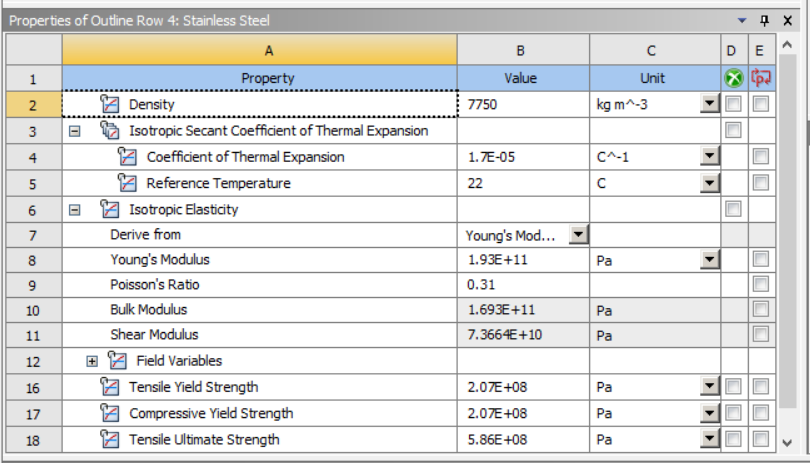 Properties of Outline Row 4: Stainless Steel
A B C D E
1 Property Value Unit
2 Density 7750 kg m^-3
3 Isotropic Secant Coefficient of Thermal Expansion
4 Coefficient of Thermal Expansion 1.7E-05 C^-1
5 Reference Temperature 22 C
6 Isotropic Elasticity
7 Derive from Young's Mod...
8 Young's Modulus 1.93E+11 Pa
9 Poisson's Ratio 0.31
10 Bulk Modulus 1.693E+11 Pa
11 Shear Modulus 7.3664E+10 Pa
12 Field Variables
16 Tensile Yield Strength 2.07E+08 Pa
17 Compressive Yield Strength 2.07E+08 Pa
18 Tensile Ultimate Strength 5.86E+08 Pa